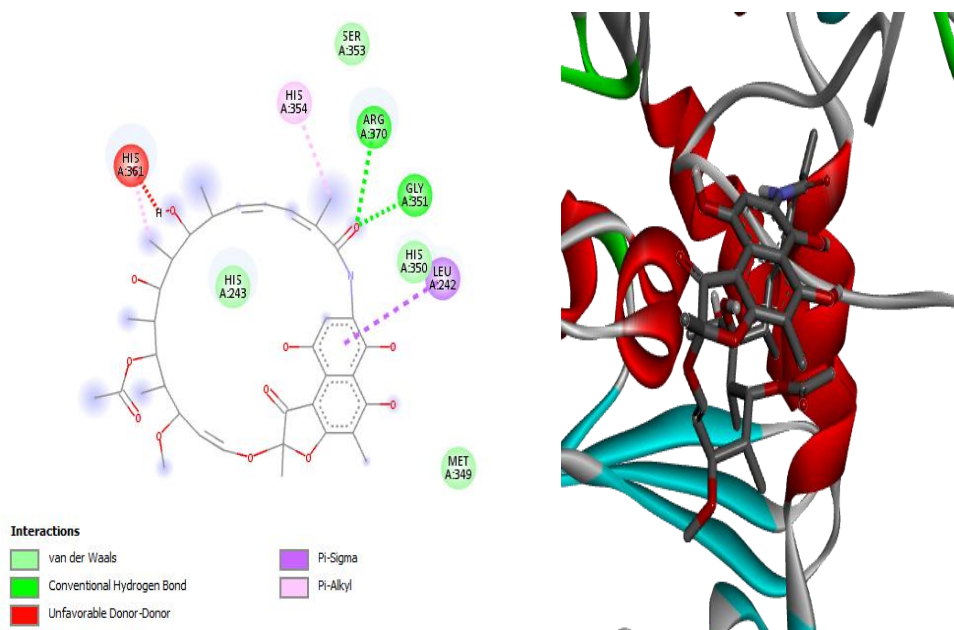 SER
A:353
HIS
A:354
ARG
A:370
HIS
A:361
GLY
A:351
H
O
O
HIS
A:350
LEU
A:242
HIS
A:243
N
O
O
O
O
O
O
O
O
O
O
MET
A:349
Interactions
van der Waals
Conventional Hydrogen Bond
Unfavorable Donor-Donor
Pi-Sigma
Pi-Alkyl